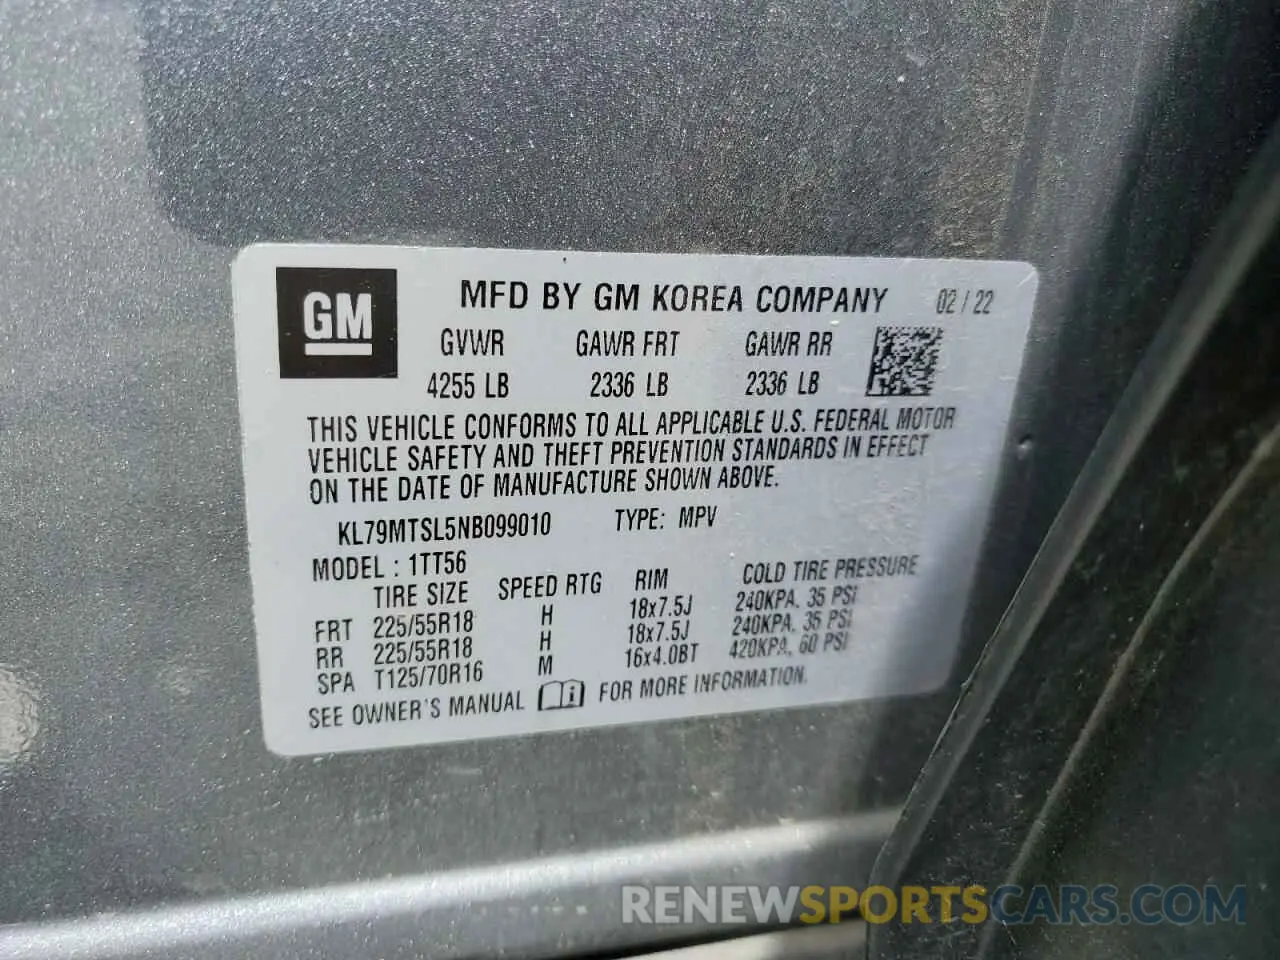 GM
MFD BY GM KOREA COMPANY 02 / 22
GVWR GAWR FRT GAWR RR
4255 LB 2336 LB 2336 LB
THIS VEHICLE CONFORMS TO ALL APPLICABLE U.S. FEDERAL MOTOR
VEHICLE SAFETY AND THEFT PREVENTION STANDARDS IN EFFECT
ON THE DATE OF MANUFACTURE SHOWN ABOVE.
KL79MTSL5NB099010 TYPE: MPV
MODEL : 1TT56
TIRE SIZE SPEED RTG RIM COLD TIRE PRESSURE
FRT 225/55R18 H 18x7.5J 240KPA, 35 PSI
RR 225/55R18 H 18x7.5J 240KPA, 35 PSI
SPA T125/70R16 M 16x4.0BT 420KPA, 60 PSI
SEE OWNER'S MANUAL i FOR MORE INFORMATION.
RENEWSPORTSCARS.COM